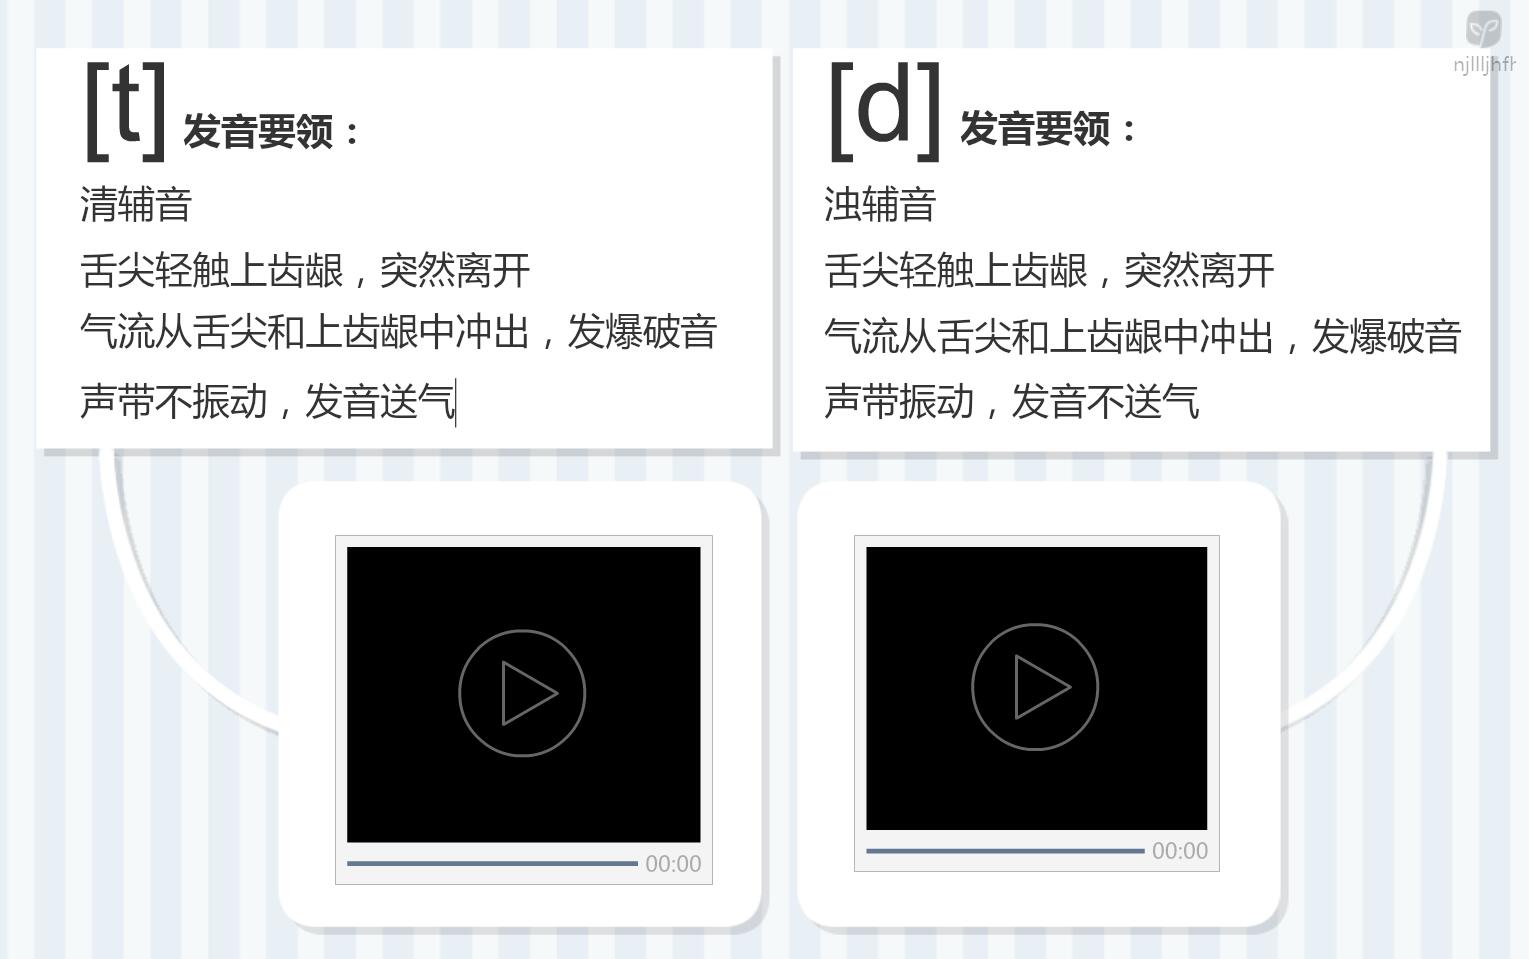 [t] 发音要领：
清辅音
舌尖轻触上齿龈，突然离开
气流从舌尖和上齿龈中冲出，发爆破音
声带不振动，发音送气
[d] 发音要领：
浊辅音
舌尖轻触上齿龈，突然离开
气流从舌尖和上齿龈中冲出，发爆破音
声带振动，发音不送气
00:00
00:00